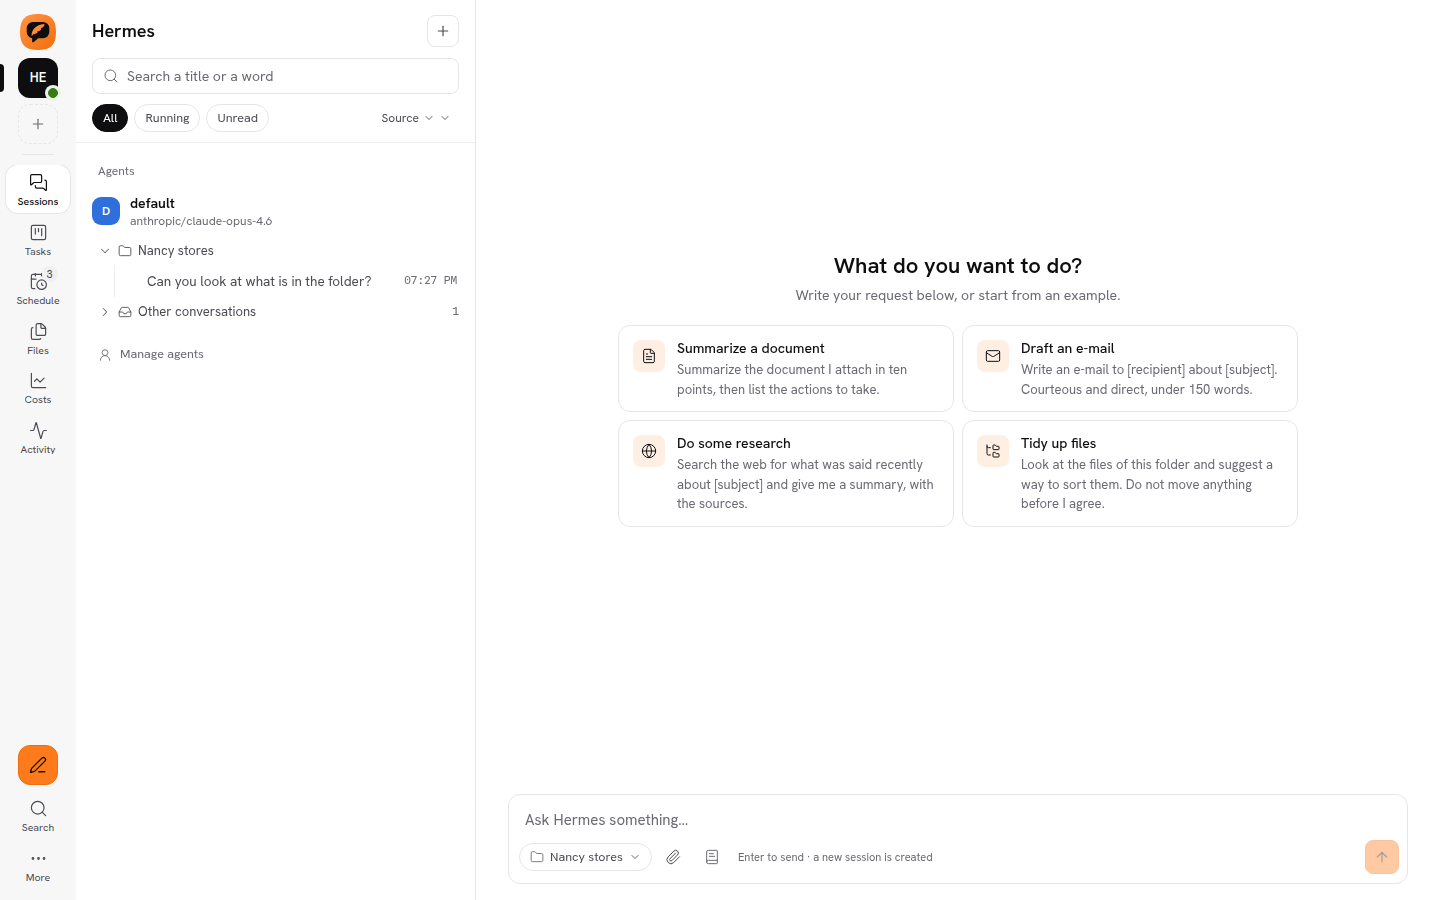 Hermes
HE
Search a title or a word
All
Running
Unread
Source
Sessions
Tasks
3
Schedule
Files
Costs
Activity
Search
More
Agents
D
default
anthropic/claude-opus-4.6
Nancy stores
Can you look at what is in the folder?
07:27 PM
Other conversations
1
Manage agents
What do you want to do?
Write your request below, or start from an example.
Summarize a document
Summarize the document I attach in ten
points, then list the actions to take.
Draft an e-mail
Write an e-mail to [recipient] about [subject].
Courteous and direct, under 150 words.
Do some research
Search the web for what was said recently
about [subject] and give me a summary, with
the sources.
Tidy up files
Look at the files of this folder and suggest a
way to sort them. Do not move anything
before I agree.
Ask Hermes something...
Nancy stores
Enter to send · a new session is created